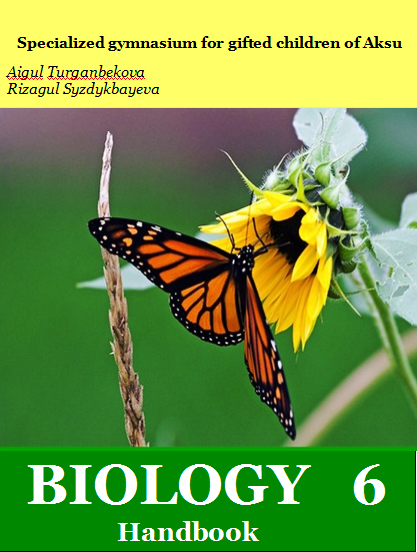 Specialized gymnasium for gifted children of Aksu
Aigul Turganbekova
Rizagul Syzdykbayeva
BIOLOGY 6
Handbook